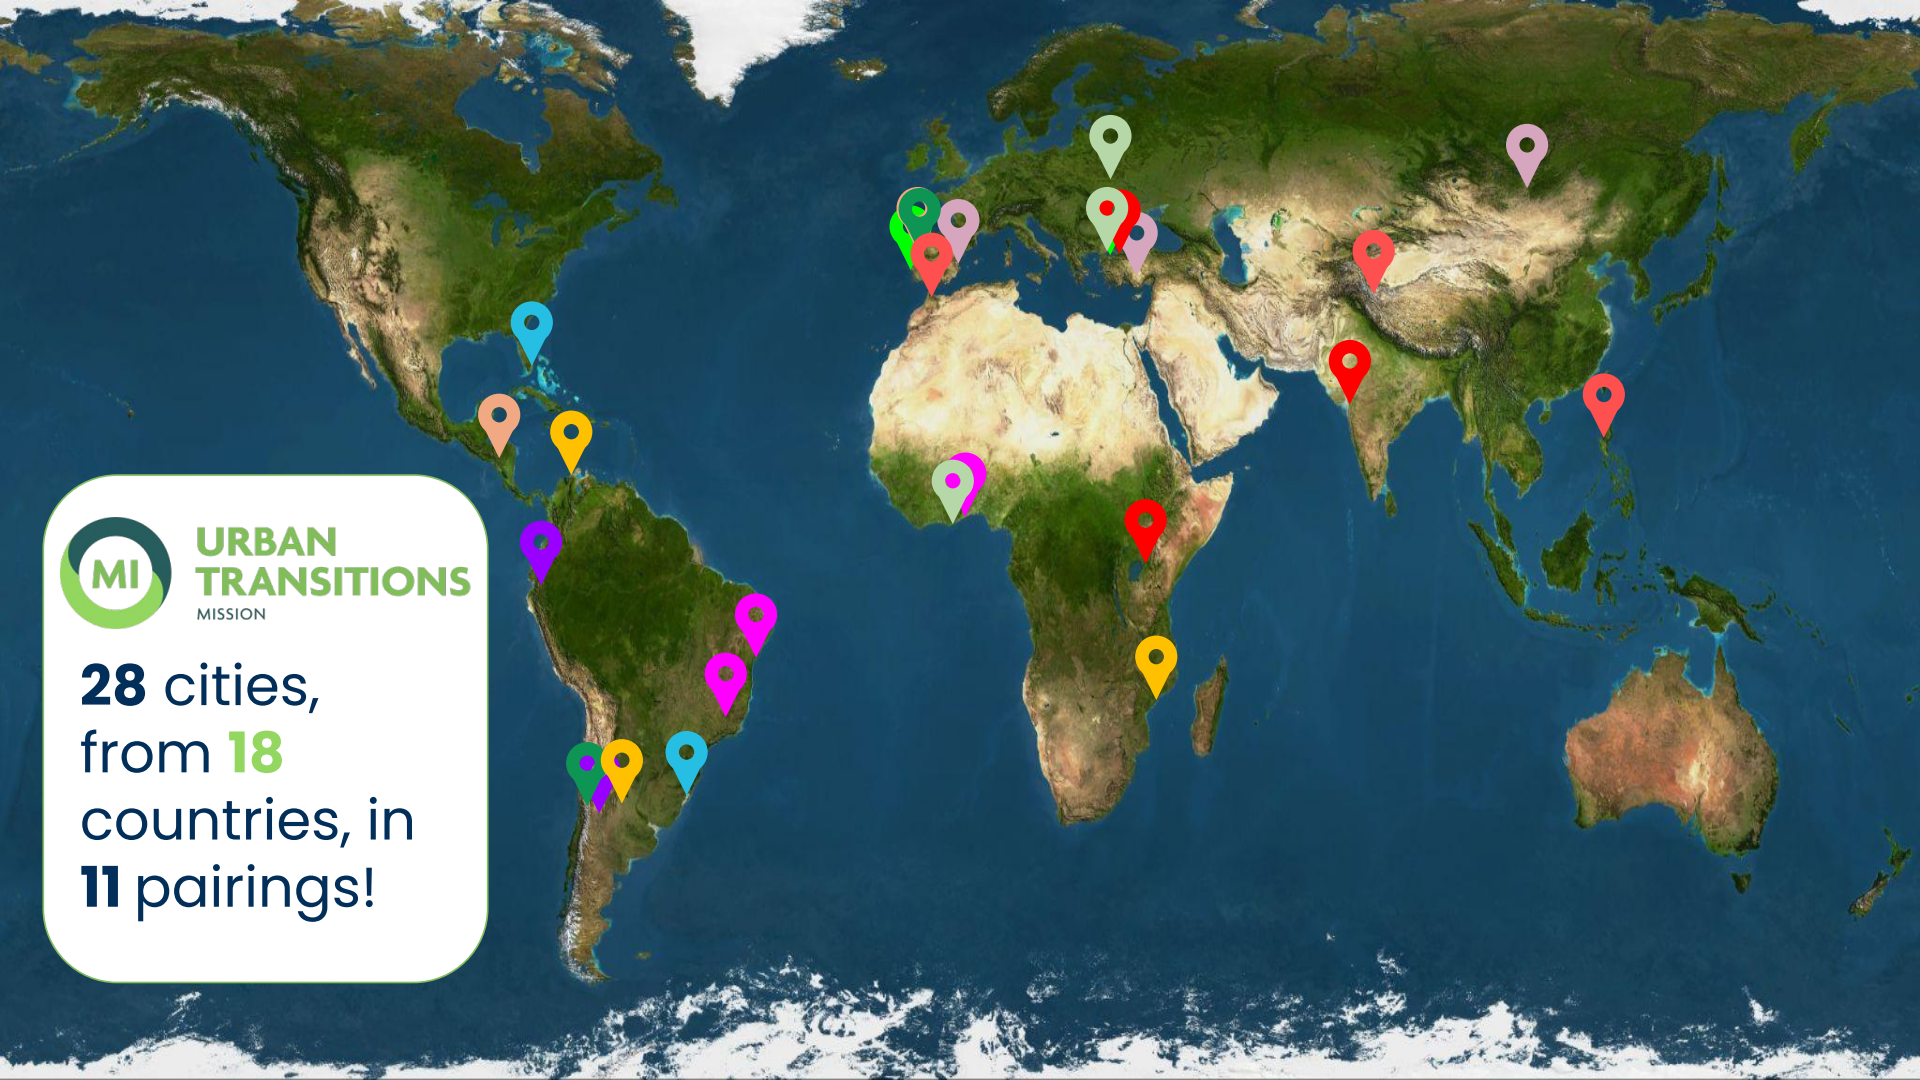 MI
URBAN
TRANSITIONS
MISSION
28 cities,
from 18
countries, in
11 pairings!